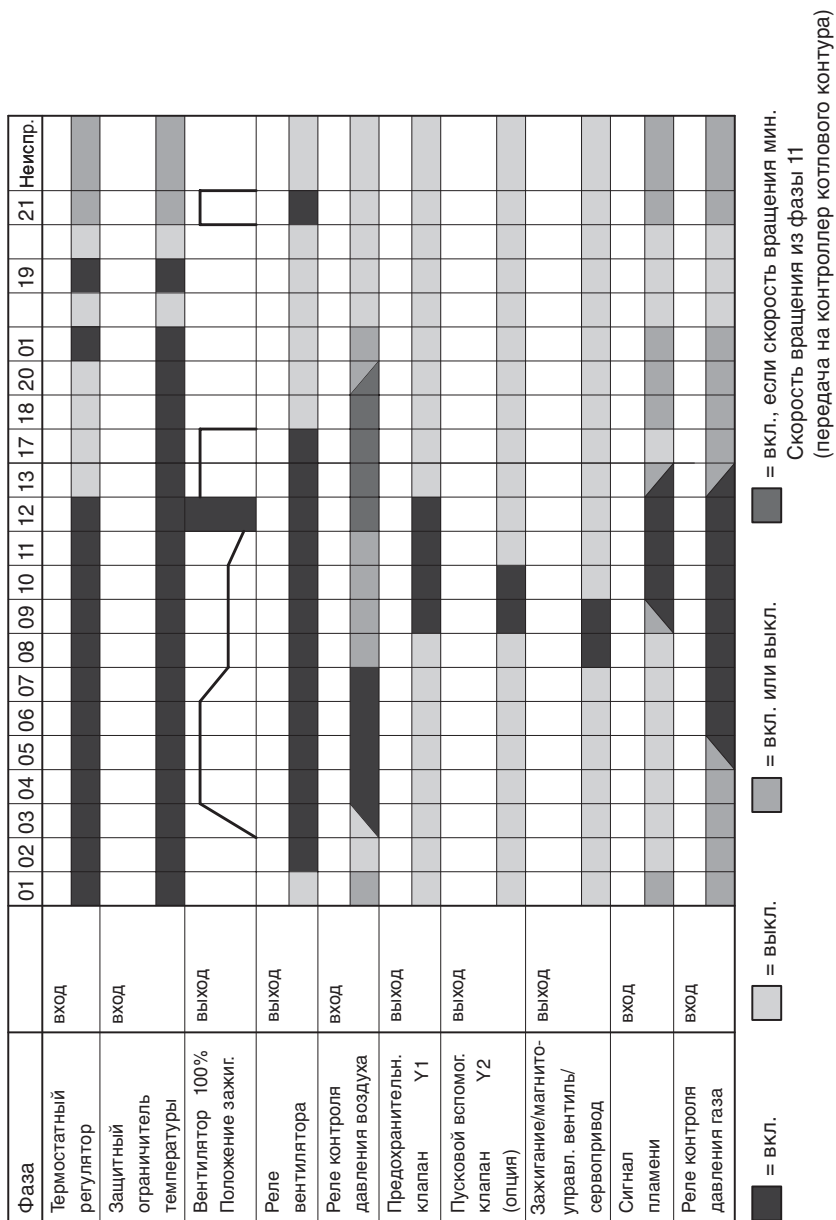 Фаза
01 02 03 04 05 06 07 08 09 10 11 12 13 17 18 20 01 19 21 Неиспр.
Термостатный
регулятор
вход
Защитный
ограничитель
температуры
вход
Вентилятор 100%
Положение зажиг.
выход
Реле
вентилятора
выход
Реле контроля
давления воздуха
вход
Предохранительн.
клапан Y1
выход
Пусковой вспомог.
клапан Y2
(опция)
выход
Зажигание/магнито-
управл. вентиль/
сервопривод
выход
Сигнал
пламени
вход
Реле контроля
давления газа
вход
= вкл.
= выкл.
= вкл. или выкл.
= вкл., если скорость вращения мин.
Скорость вращения из фазы 11
(передача на контроллер котлового контура)